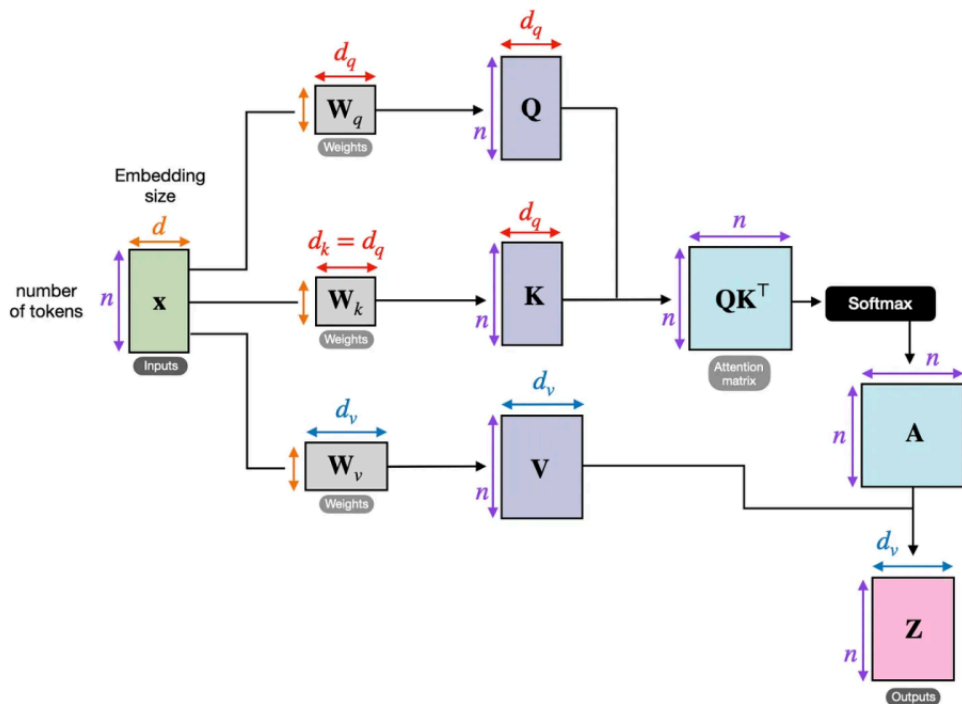 d_q
d_q
W_q
Weights
n
Q
Embedding
size
d
number
of tokens
n
x
Inputs
d_k = d_q
W_k
Weights
d_q
n
K
n
n
QK^⊤
Attention
matrix
Softmax
n
n
A
d_v
W_v
Weights
d_v
n
V
d_v
n
Z
Outputs